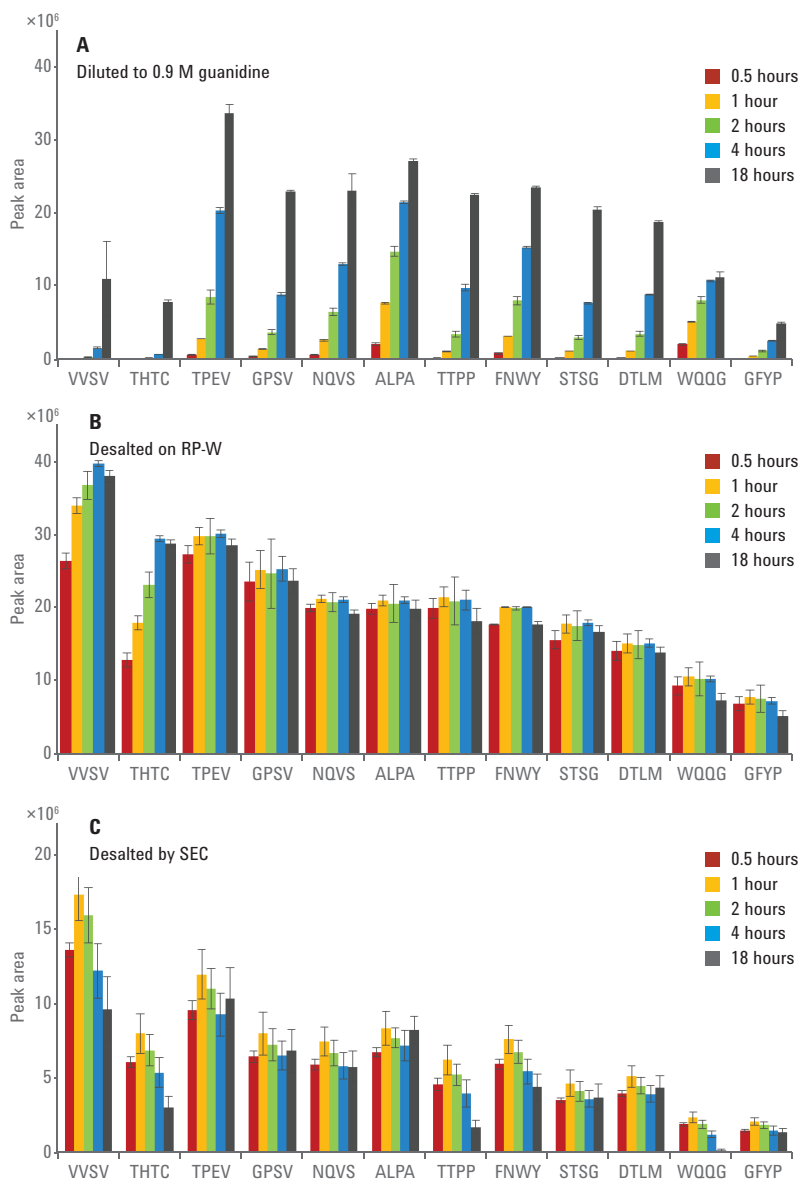 ×10⁶
A
Diluted to 0.9 M guanidine
40
30
20
10
0
Peak area
0.5 hours
1 hour
2 hours
4 hours
18 hours
VVSV THTC TPEV GPSV NQVS ALPA TTPP FNWY STSG DTLM WQQG GFYP
×10⁶
B
Desalted on RP-W
40
30
20
10
0
Peak area
0.5 hours
1 hour
2 hours
4 hours
18 hours
VVSV THTC TPEV GPSV NQVS ALPA TTPP FNWY STSG DTLM WQQG GFYP
×10⁶
C
Desalted by SEC
20
15
10
5
0
Peak area
0.5 hours
1 hour
2 hours
4 hours
18 hours
VVSV THTC TPEV GPSV NQVS ALPA TTPP FNWY STSG DTLM WQQG GFYP